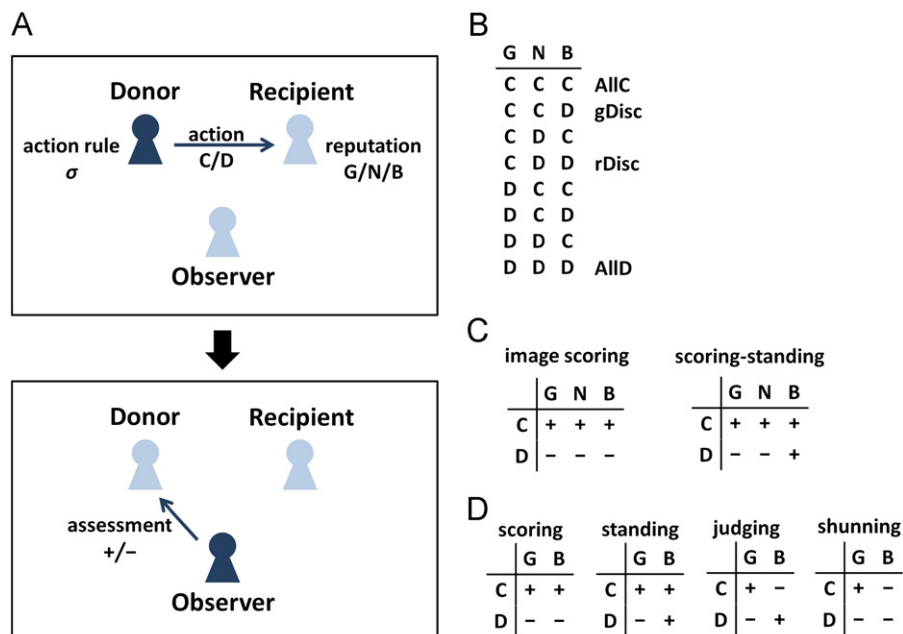 A
Donor Recipient
action rule
σ
action
C/D
reputation
G/N/B
Observer
Donor Recipient
assessment
+/−
Observer
B
G N B
C C C AllC
C C D gDisc
C D C
C D D rDisc
D C C
D C D
D D C
D D D AllD
C
image scoring
G N B
C + + +
D − − −
scoring-standing
G N B
C + + +
D − − +
D
scoring
G B
C + +
D − −
standing
G B
C + +
D − +
judging
G B
C + −
D − +
shunning
G B
C + −
D − −